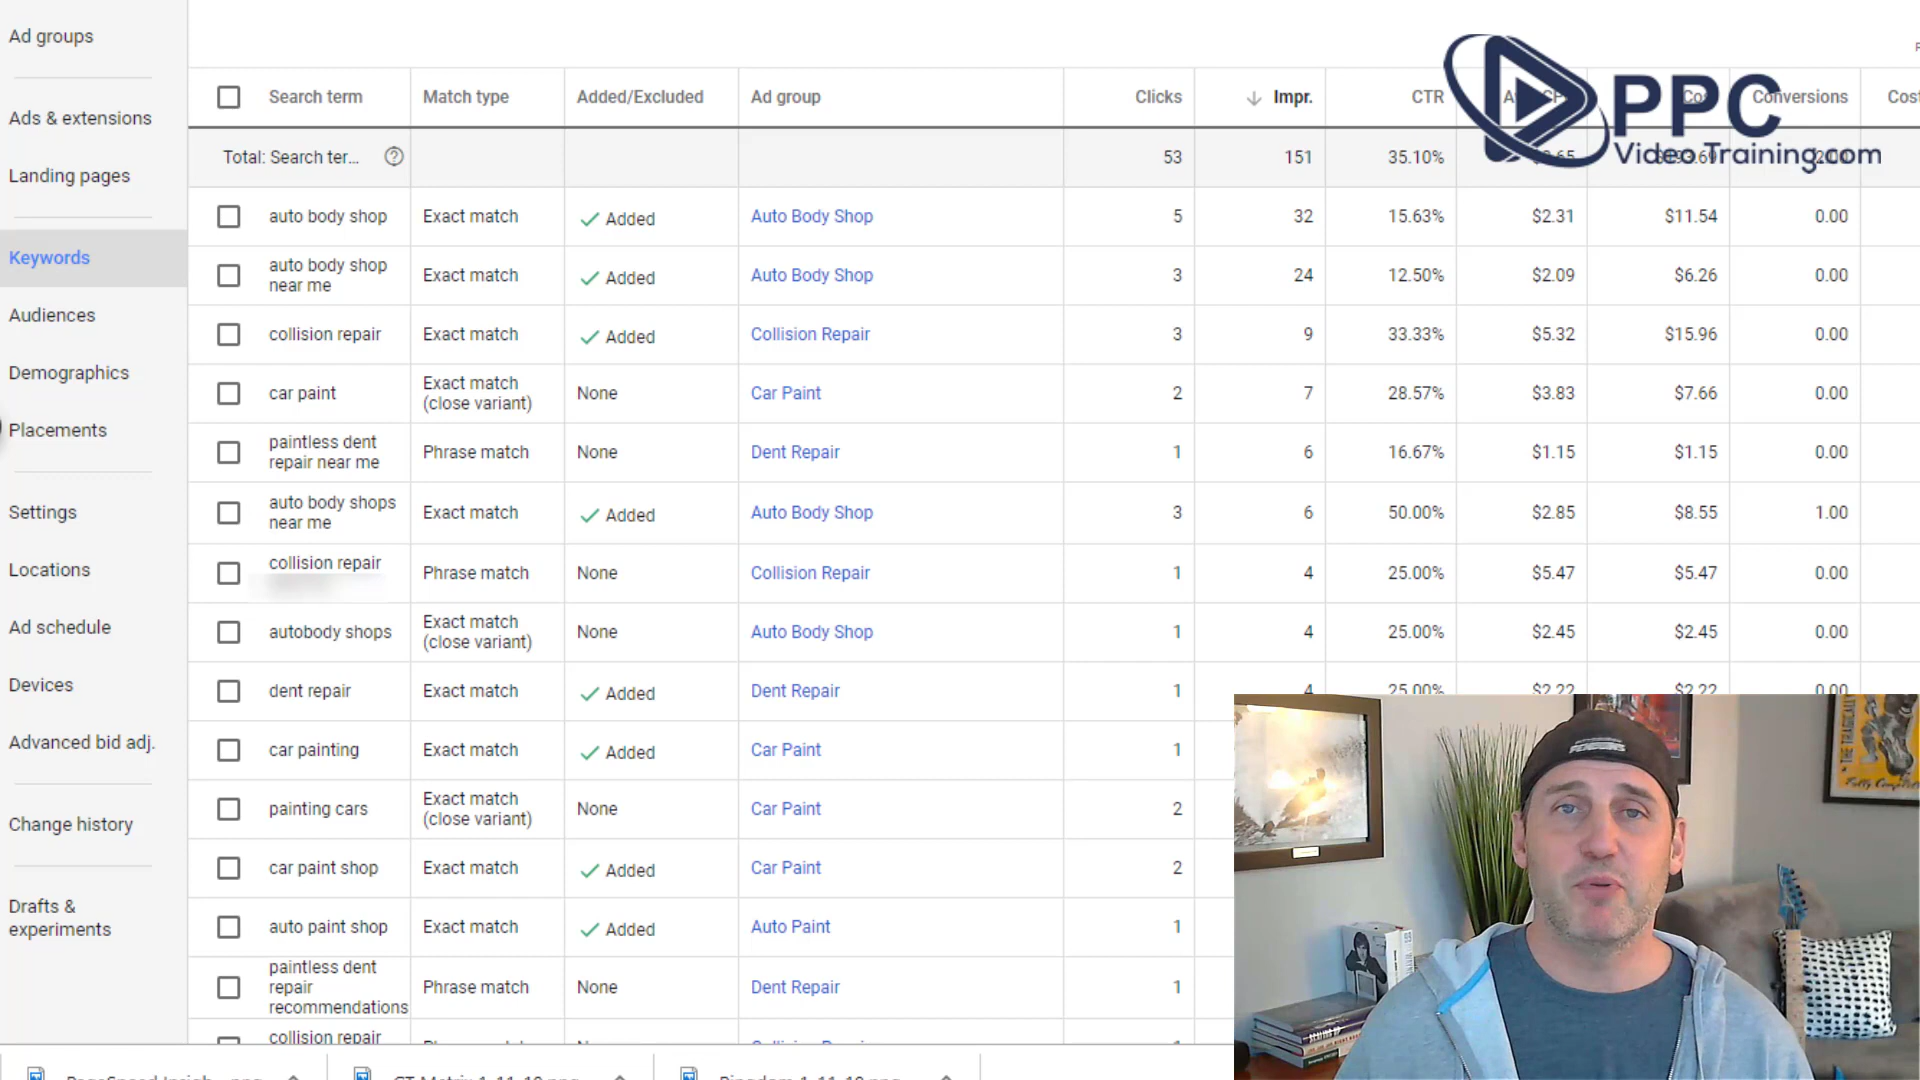 Ad groups
Ads & extensions
Landing pages
Keywords
Audiences
Demographics
Placements
Settings
Locations
Ad schedule
Devices
Advanced bid adj.
Change history
Drafts &
experiments
Search term Match type Added/Excluded Ad group Clicks Impr. CTR Conversions Cost
PPC
VideoTraining.com
Total: Search ter... 53 151 35.10%
auto body shop Exact match Added Auto Body Shop 5 32 15.63% $2.31 $11.54 0.00
auto body shop
near me Exact match Added Auto Body Shop 3 24 12.50% $2.09 $6.26 0.00
collision repair Exact match Added Collision Repair 3 9 33.33% $5.32 $15.96 0.00
car paint Exact match
(close variant) None Car Paint 2 7 28.57% $3.83 $7.66 0.00
paintless dent
repair near me Phrase match None Dent Repair 1 6 16.67% $1.15 $1.15 0.00
auto body shops
near me Exact match Added Auto Body Shop 3 6 50.00% $2.85 $8.55 1.00
collision repair Phrase match None Collision Repair 1 4 25.00% $5.47 $5.47 0.00
autobody shops Exact match
(close variant) None Auto Body Shop 1 4 25.00% $2.45 $2.45 0.00
dent repair Exact match Added Dent Repair 1 4 25.00% $2.22 $2.22 0.00
car painting Exact match Added Car Paint 1
painting cars Exact match
(close variant) None Car Paint 2
car paint shop Exact match Added Car Paint 2
auto paint shop Exact match Added Auto Paint 1
paintless dent
repair
recommendations Phrase match None Dent Repair 1
collision repair